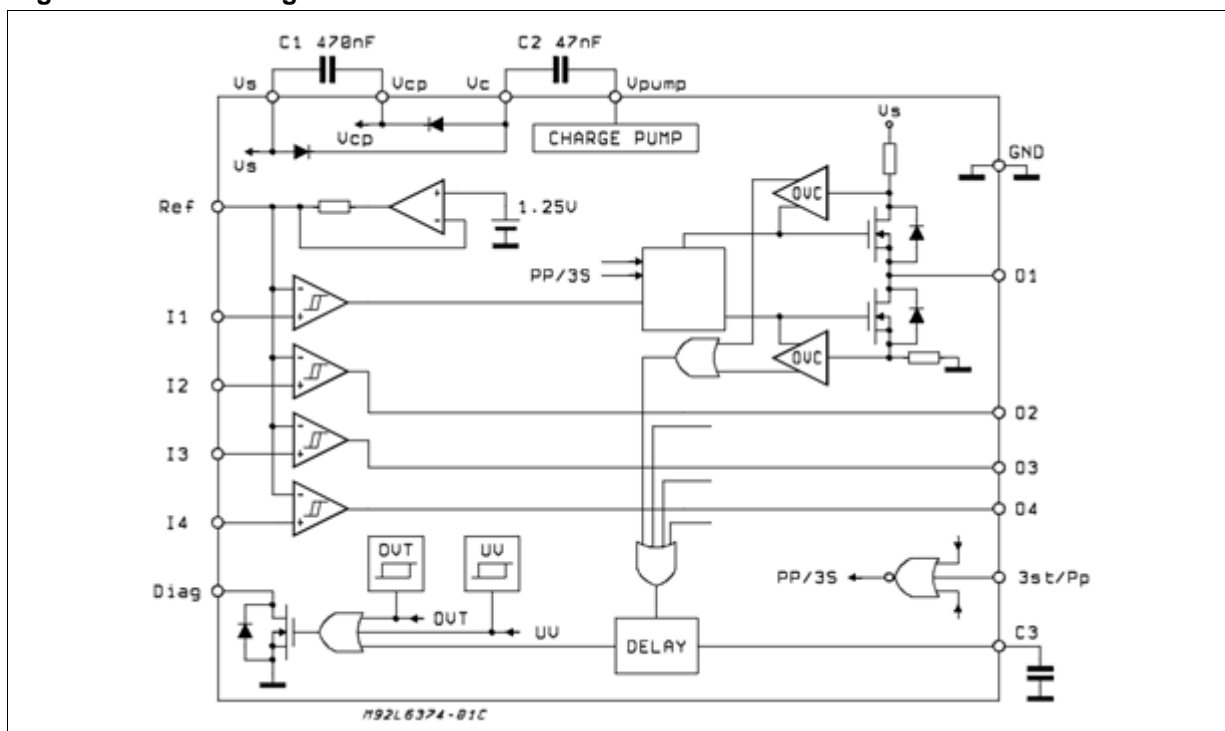 C1 470nF
C2 47nF
Vs
Vcp
Vc
Vpump
Vs
Vcp
CHARGE PUMP
Vs
GND
OVC
Ref
+
-
1.25V
PP/3S
O1
-
+
I1
OVC
-
+
I2
O2
-
+
I3
O3
-
+
I4
O4
OVT
UV
PP/3S
3st/Pp
Diag
OVT
UV
DELAY
C3
M92L6374-01C